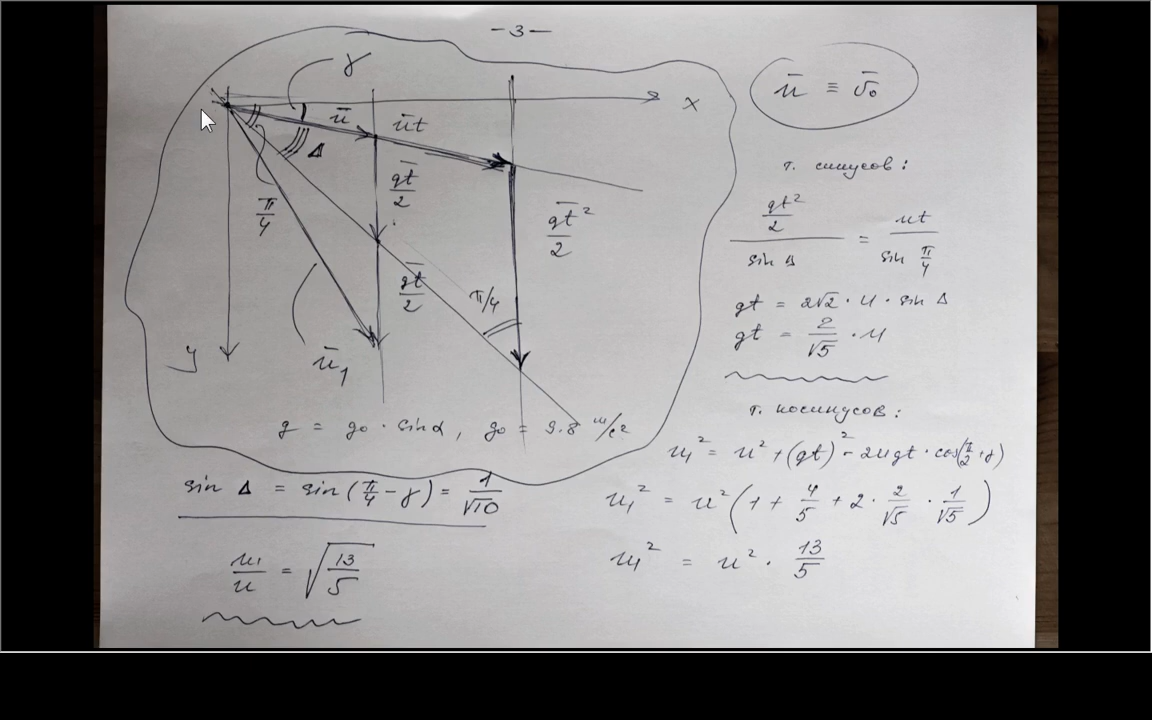 -3-
γ
x
ū
ūt
ū ≡ v̄₀
Δ
π/4
gt/2
gt²/2
gt/2
π/4
y
ū₁
g = g₀ · sinα, g₀ = 9.8 м/с²
т. синусов:
(gt²/2)/(sin Δ) = ut/(sin π/4)
gt = 2√2 · u · sin Δ
gt = 2/√5 · u
т. косинусов:
u₁² = u² + (gt)² - 2ugt · cos(π/2 + γ)
sin Δ = sin(π/4 - γ) = 1/√10
u₁² = u²(1 + 4/5 + 2 · 2/√5 · 1/√5)
u₁/u = √(13/5)
u₁² = u² · 13/5